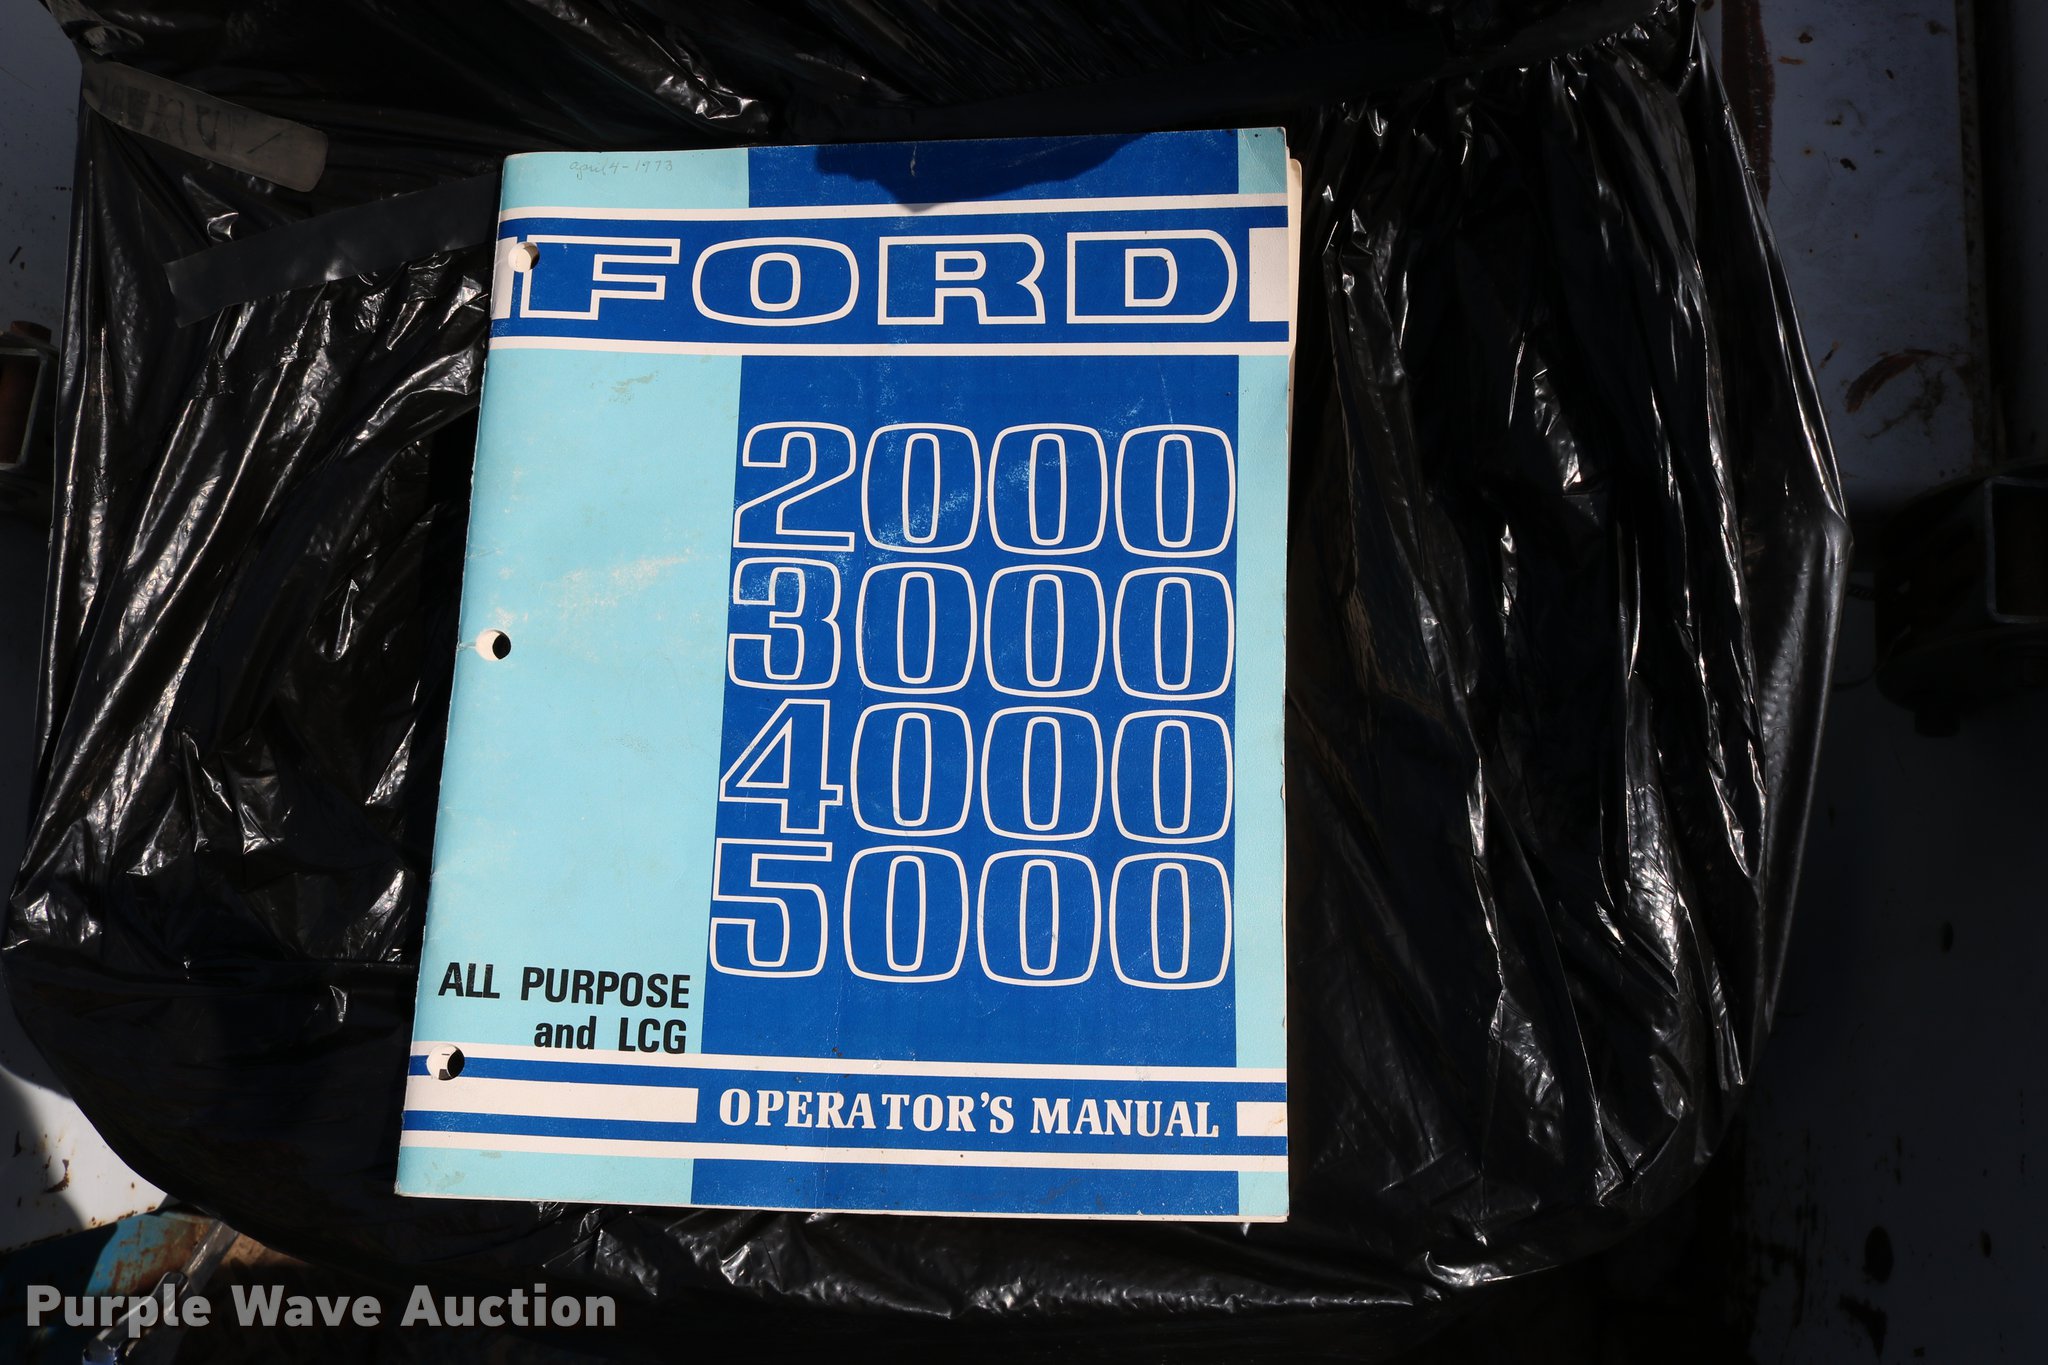 april 4-1973
FORD
2000
3000
4000
5000
ALL PURPOSE
and LCG
OPERATOR'S MANUAL
Purple Wave Auction